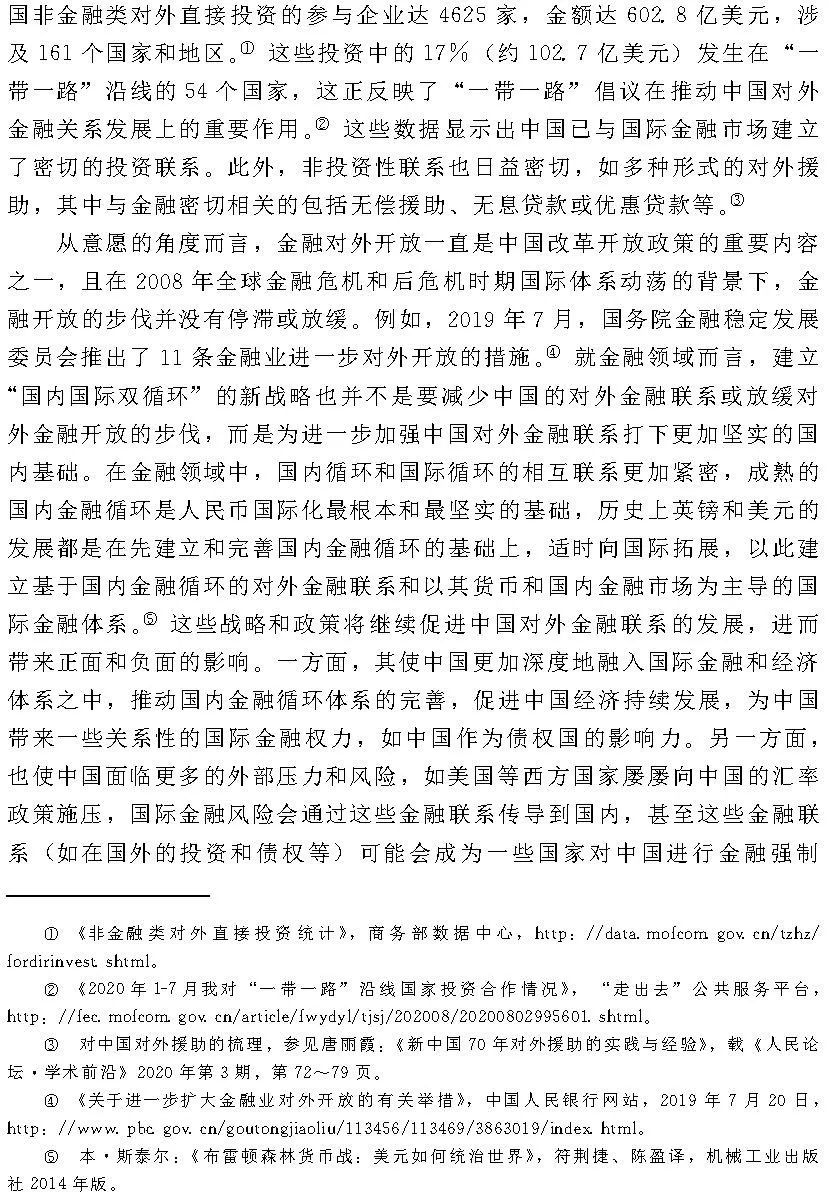 国非金融类对外直接投资的参与企业达 4625 家，金额达 602.8 亿美元，涉
及 161 个国家和地区。① 这些投资中的 17%（约 102.7 亿美元）发生在“一
带一路”沿线的 54 个国家，这正反映了“一带一路”倡议在推动中国对外
金融关系发展上的重要作用。② 这些数据显示出中国已与国际金融市场建立
了密切的投资联系。此外，非投资性联系也日益密切，如多种形式的对外援
助，其中与金融密切相关的包括无偿援助、无息贷款或优惠贷款等。③
从意愿的角度而言，金融对外开放一直是中国改革开放政策的重要内容
之一，且在 2008 年全球金融危机和后危机时期国际体系动荡的背景下，金
融开放的步伐并没有停滞或放缓。例如，2019 年 7 月，国务院金融稳定发展
委员会推出了 11 条金融业进一步对外开放的措施。④ 就金融领域而言，建立
“国内国际双循环”的新战略也并不是要减少中国的对外金融联系或放缓对
外金融开放的步伐，而是为进一步加强中国对外金融联系打下更加坚实的国
内基础。在金融领域中，国内循环和国际循环的相互联系更加紧密，成熟的
国内金融循环是人民币国际化最根本和最坚实的基础，历史上英镑和美元的
发展都是在先建立和完善国内金融循环的基础上，适时向国际拓展，以此建
立基于国内金融循环的对外金融联系和以其货币和国内金融市场为主导的国
际金融体系。⑤ 这些战略和政策将继续促进中国对外金融联系的发展，进而
带来正面和负面的影响。一方面，其使中国更加深度地融入国际金融和经济
体系之中，推动国内金融循环体系的完善，促进中国经济持续发展，为中国
带来一些关系性的国际金融权力，如中国作为债权国的影响力。另一方面，
也使中国面临更多的外部压力和风险，如美国等西方国家屡屡向中国的汇率
政策施压，国际金融风险会通过这些金融联系传导到国内，甚至这些金融联
系（如在国外的投资和债权等）可能会成为一些国家对中国进行金融强制
① 《非金融类对外直接投资统计》，商务部数据中心，http：//data.mofcom.gov.cn/tzhz/
fordirinvest.shtml。
② 《2020 年 1-7 月我对“一带一路”沿线国家投资合作情况》，“走出去”公共服务平台，
http：//fec.mofcom.gov.cn/article/fwydyl/tjsj/202008/20200802995601.shtml。
③ 对中国对外援助的梳理，参见唐丽霞：《新中国 70 年对外援助的实践与经验》，载《人民论
坛·学术前沿》2020 年第 3 期，第 72～79 页。
④ 《关于进一步扩大金融业对外开放的有关举措》，中国人民银行网站，2019 年 7 月 20 日，
http：//www.pbc.gov.cn/goutongjiaoliu/113456/113469/3863019/index.html。
⑤ 本·斯泰尔：《布雷顿森林货币战：美元如何统治世界》，符荆捷、陈盈译，机械工业出版
社 2014 年版。